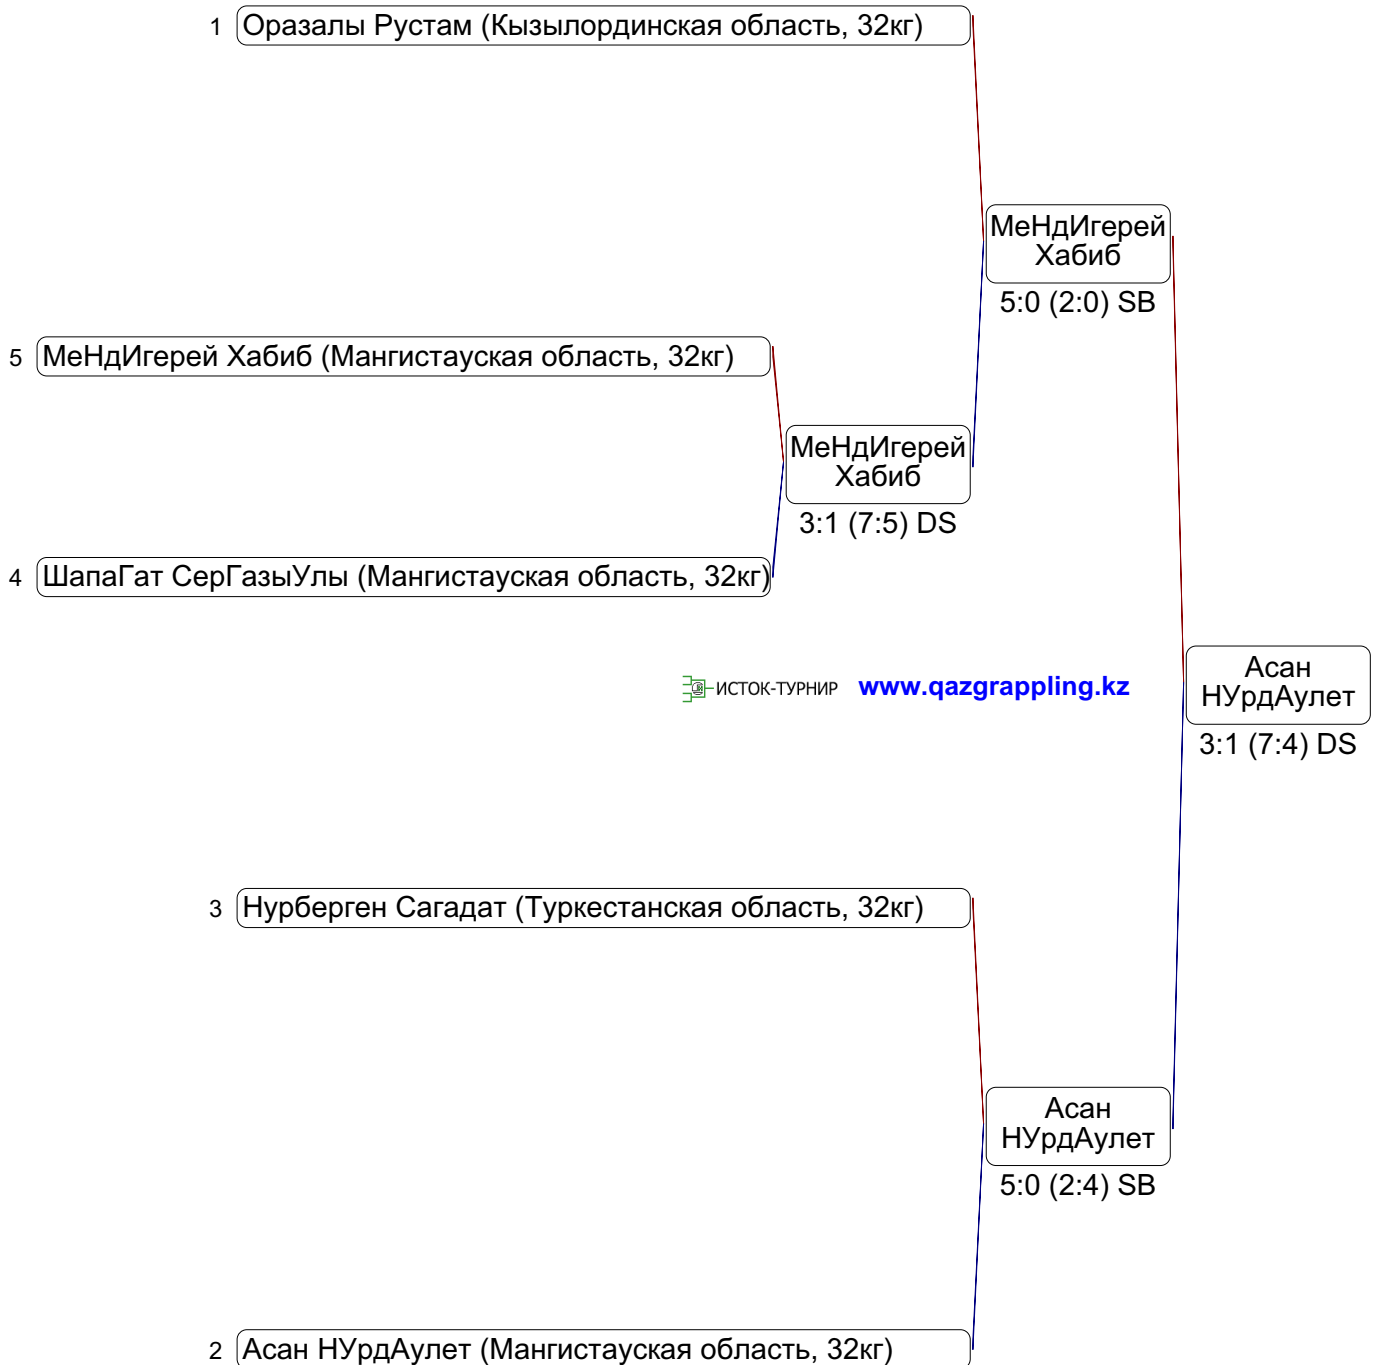 1 Оразалы Рустам (Кызылординская область, 32кг)
МеНдИгерей
Хабиб
5:0 (2:0) SB
5 МеНдИгерей Хабиб (Мангистауская область, 32кг)
МеНдИгерей
Хабиб
3:1 (7:5) DS
4 ШапаГат СерГазыУлы (Мангистауская область, 32кг)
ИСТОК-ТУРНИР www.qazgrappling.kz
Асан
НУрдАулет
3:1 (7:4) DS
3 Нурберген Сагадат (Туркестанская область, 32кг)
Асан
НУрдАулет
5:0 (2:4) SB
2 Асан НУрдАулет (Мангистауская область, 32кг)